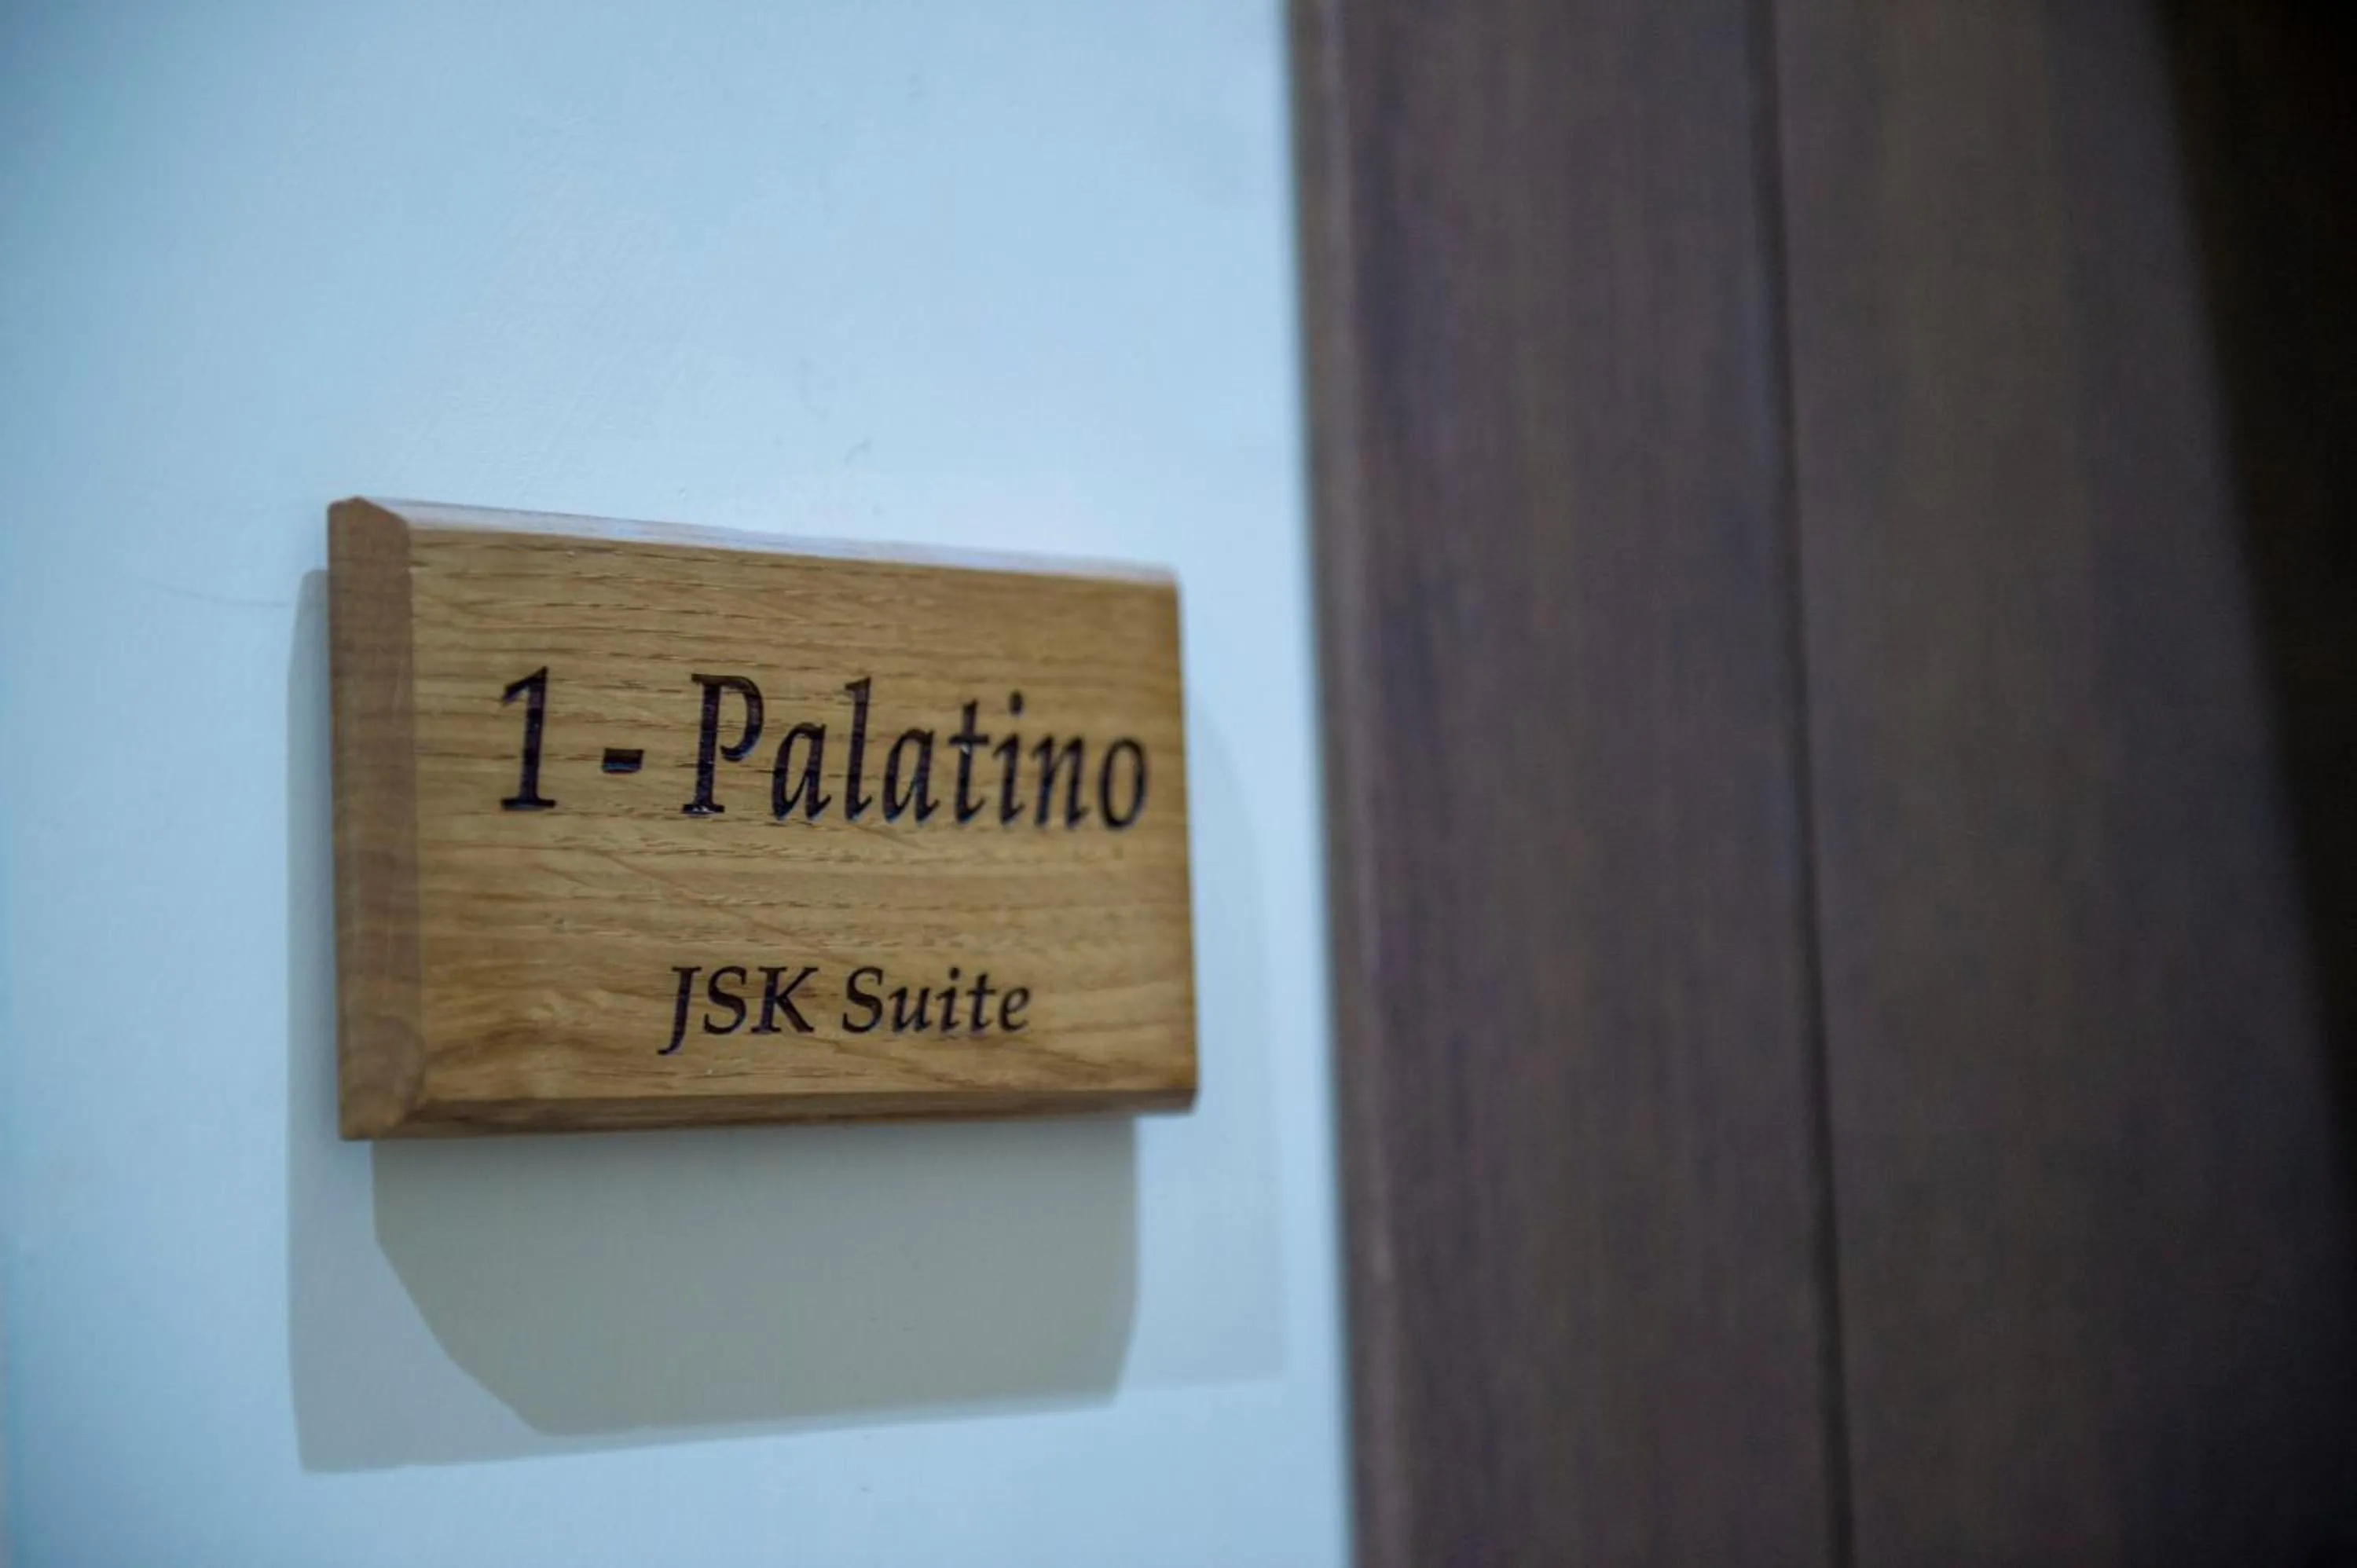 1 - Palatino
JSK Suite